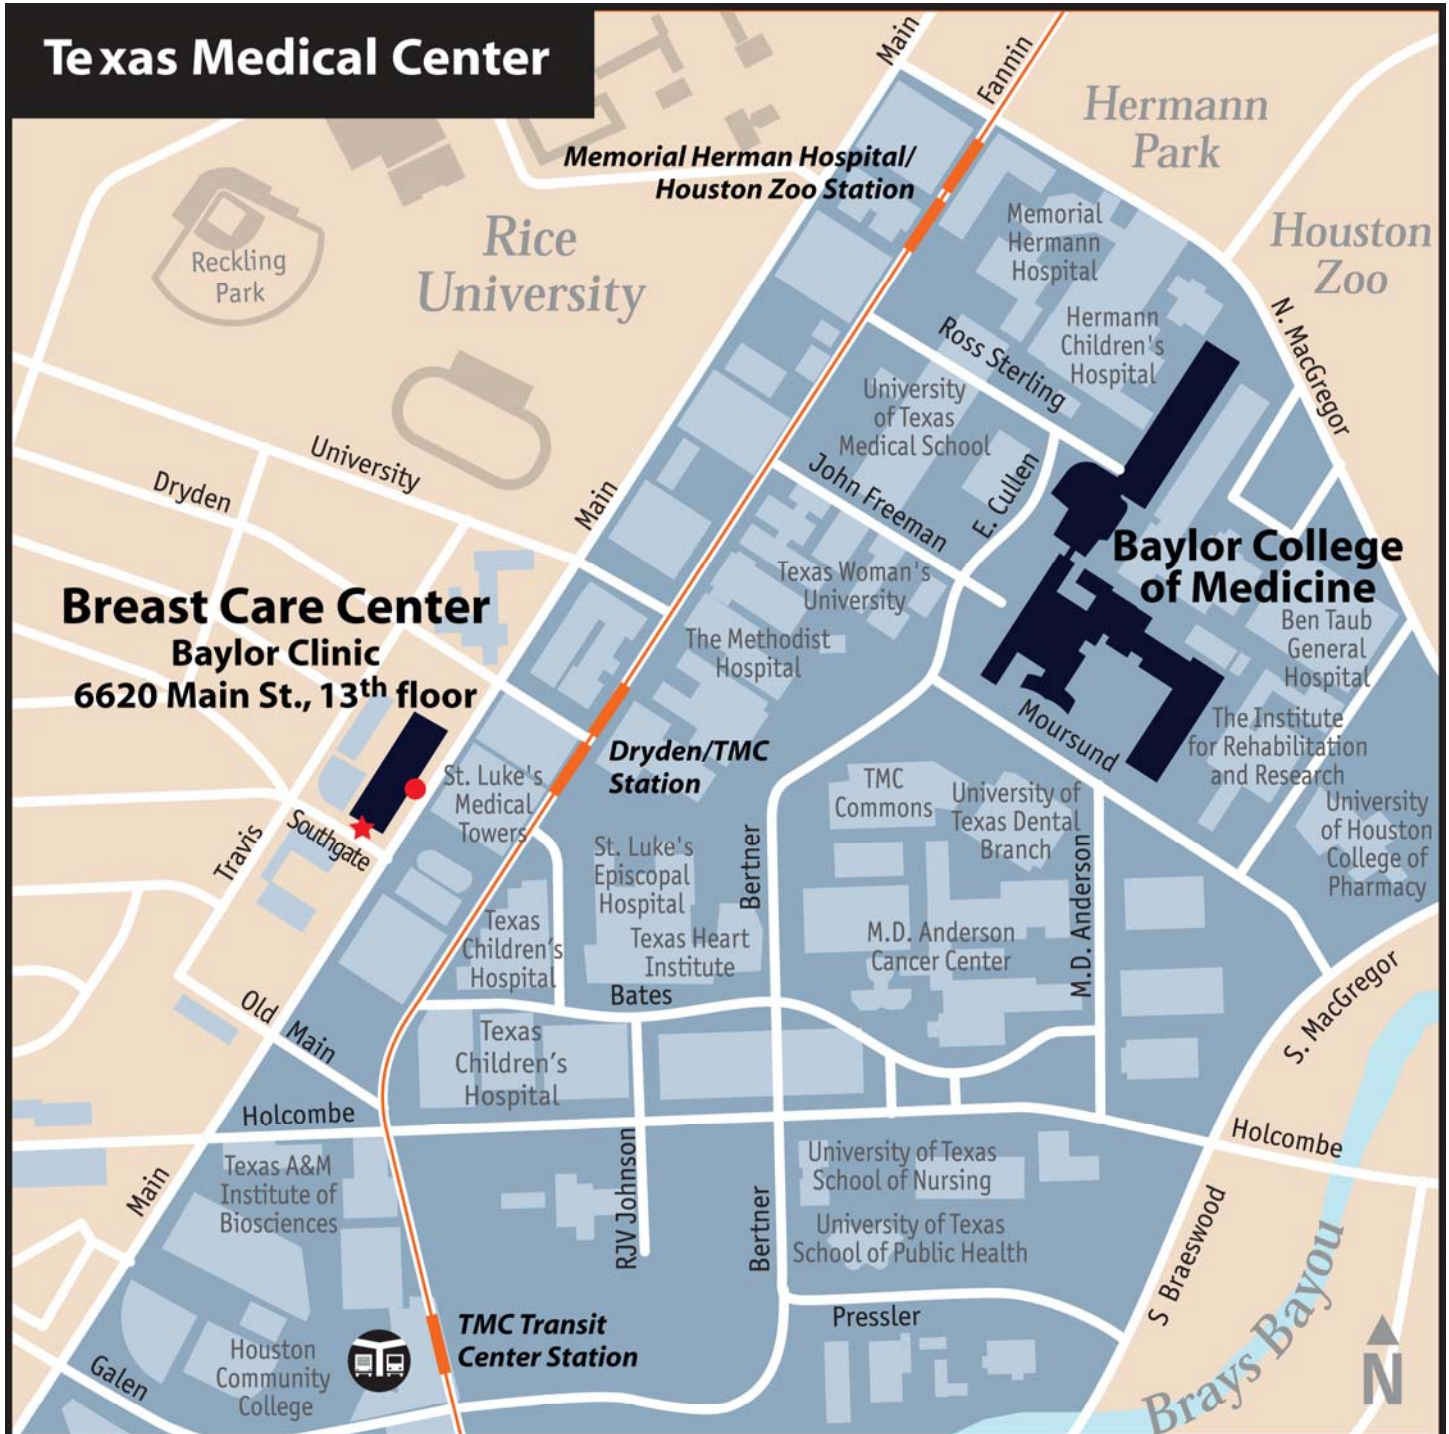 Texas Medical Center
Main
Fannin
Hermann
Park
Memorial Herman Hospital/
Houston Zoo Station
Rice
University
Reckling
Park
Memorial
Hermann
Hospital
Houston
Zoo
N. MacGregor
Hermann
Children's
Hospital
Ross Sterling
University
of Texas
Medical School
University
Dryden
Main
John Freeman
E. Cullen
Baylor College
of Medicine
Texas Woman's
University
Breast Care Center
Baylor Clinic
6620 Main St., 13th floor
The Methodist
Hospital
Ben Taub
General
Hospital
Moursund
The Institute
for Rehabilitation
and Research
Dryden/TMC
Station
St. Luke's
Medical
Towers
TMC
Commons
University of
Texas Dental
Branch
University
of Houston
College of
Pharmacy
Southgate
Travis
St. Luke's
Episcopal
Hospital
Bertner
M.D. Anderson
Texas
Children's
Hospital
Texas Heart
Institute
M.D. Anderson
Cancer Center
Bates
S. MacGregor
Old Main
Texas
Children's
Hospital
Holcombe
Holcombe
Texas A&M
Institute of
Biosciences
Main
RJV Johnson
Bertner
University of Texas
School of Nursing
University of Texas
School of Public Health
S Braeswood
Brays Bayou
Pressler
TMC Transit
Center Station
Houston
Community
College
Galen
N